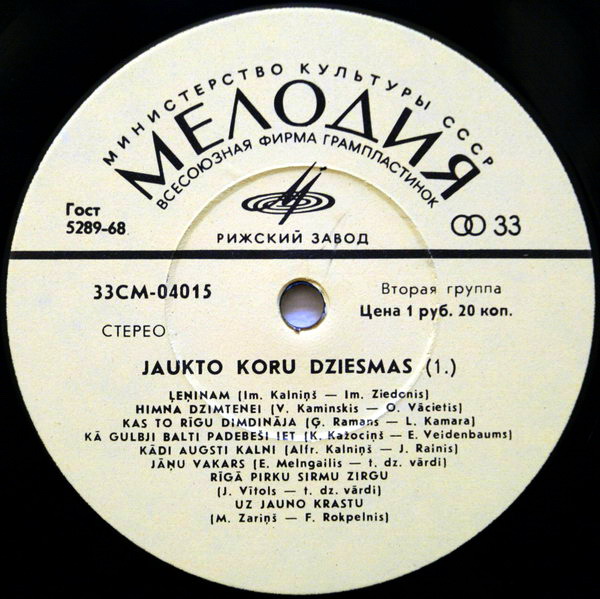 МИНИСТЕРСТВО КУЛЬТУРЫ СССР
МЕЛОДИЯ
ВСЕСОЮЗНАЯ ФИРМА ГРАМПЛАСТИНОК
Гост
5289-68
33
РИЖСКИЙ ЗАВОД
33СМ-04015
Вторая группа
Цена 1 руб. 20 коп.
СТЕРЕО
JAUKTO KORU DZIESMAS (1.)
ĻEŅINAM (Im. Kalniņš — Im. Ziedonis)
HIMNA DZIMTENEI (V. Kaminskis — O. Vācietis)
KAS TO RĪGU DIMDINĀJA (Ģ. Ramans — L. Kamara)
KĀ GULBJI BALTI PADEBEŠI IET (K. Kažociņš — E. Veidenbaums)
KĀDI AUGSTI KALNI (Alfr. Kalniņš — J. Rainis)
JĀŅU VAKARS (E. Melngailis — t. dz. vārdi)
RĪGĀ PIRKU SIRMU ZIRGU
(J. Vītols — t. dz. vārdi)
UZ JAUNO KRASTU
(M. Zariņš — F. Rokpelnis)